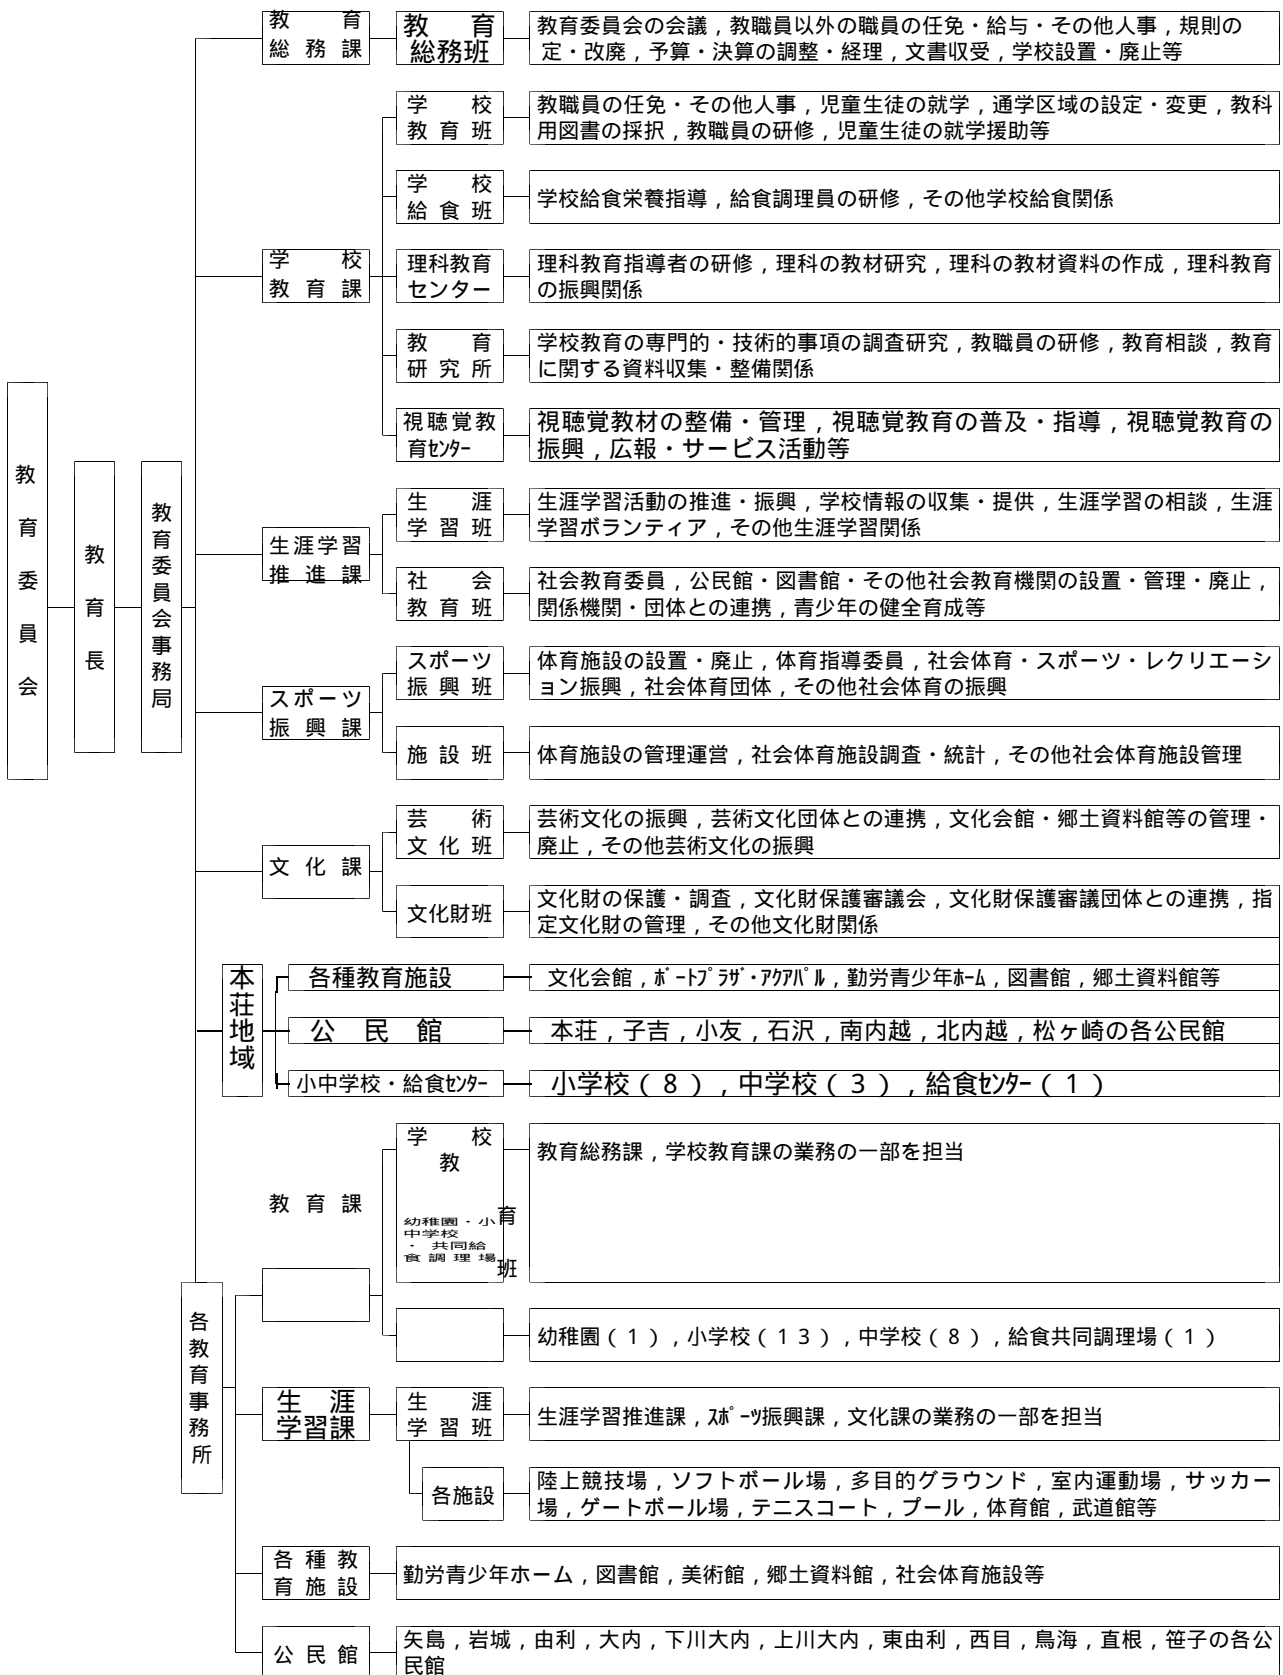 教育委員会
教育長
教育委員会事務局
教育
総務課
教育
総務班
教育委員会の会議，教職員以外の職員の任免・給与・その他人事，規則の
定・改廃，予算・決算の調整・経理，文書収受，学校設置・廃止等
学校
教育課
学校
教育班
教職員の任免・その他人事，児童生徒の就学，通学区域の設定・変更，教科
用図書の採択，教職員の研修，児童生徒の就学援助等
学校
給食班
学校給食栄養指導，給食調理員の研修，その他学校給食関係
理科教育
センター
理科教育指導者の研修，理科の教材研究，理科の教材資料の作成，理科教育
の振興関係
教育
研究所
学校教育の専門的・技術的事項の調査研究，教職員の研修，教育相談，教育
に関する資料収集・整備関係
視聴覚教
育ｾﾝﾀｰ
視聴覚教材の整備・管理，視聴覚教育の普及・指導，視聴覚教育の
振興，広報・サービス活動等
生涯学習
推進課
生涯
学習班
生涯学習活動の推進・振興，学校情報の収集・提供，生涯学習の相談，生涯
学習ボランティア，その他生涯学習関係
社会
教育班
社会教育委員，公民館・図書館・その他社会教育機関の設置・管理・廃止，
関係機関・団体との連携，青少年の健全育成等
スポーツ
振興課
スポーツ
振興班
体育施設の設置・廃止，体育指導委員，社会体育・スポーツ・レクリエーシ
ョン振興，社会体育団体，その他社会体育の振興
施設班
体育施設の管理運営，社会体育施設調査・統計，その他社会体育施設管理
文化課
芸術
文化班
芸術文化の振興，芸術文化団体との連携，文化会館・郷土資料館等の管理・
廃止，その他芸術文化の振興
文化財班
文化財の保護・調査，文化財保護審議会，文化財保護審議団体との連携，指
定文化財の管理，その他文化財関係
本荘地域
各種教育施設
文化会館，ﾎﾞｰﾄﾌﾟﾗｻﾞ･ｱｸｱﾊﾟﾙ，勤労青少年ﾎｰﾑ，図書館，郷土資料館等
公民館
本荘，子吉，小友，石沢，南内越，北内越，松ヶ崎の各公民館
小中学校・給食ｾﾝﾀｰ
小学校（８），中学校（３），給食ｾﾝﾀｰ（１）
各教育事務所
教育課
学校
教
育
班
教育総務課，学校教育課の業務の一部を担当
幼稚園・小
中学校
・共同給
食調理場
幼稚園（１），小学校（１３），中学校（８），給食共同調理場（１）
生涯
学習課
生涯
学習班
生涯学習推進課，ｽﾎﾟｰﾂ振興課，文化課の業務の一部を担当
各施設
陸上競技場，ソフトボール場，多目的グラウンド，室内運動場，サッカー
場，ゲートボール場，テニスコート，プール，体育館，武道館等
各種教
育施設
勤労青少年ホーム，図書館，美術館，郷土資料館，社会体育施設等
公民館
矢島，岩城，由利，大内，下川大内，上川大内，東由利，西目，鳥海，直根，笹子の各公
民館